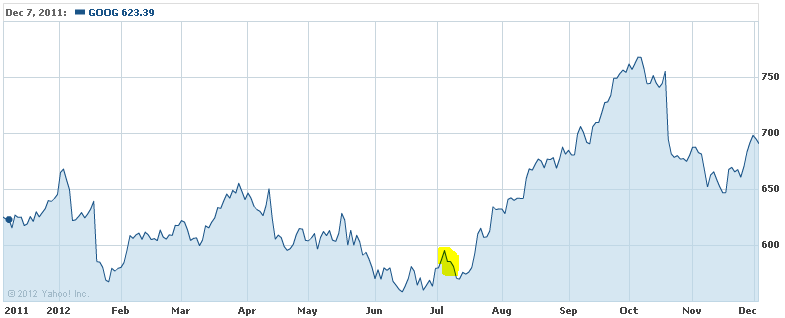 Dec 7, 2011: GOOG 623.39
750
700
650
600
© 2012 Yahoo! Inc.
2011 2012 Feb Mar Apr May Jun Jul Aug Sep Oct Nov Dec